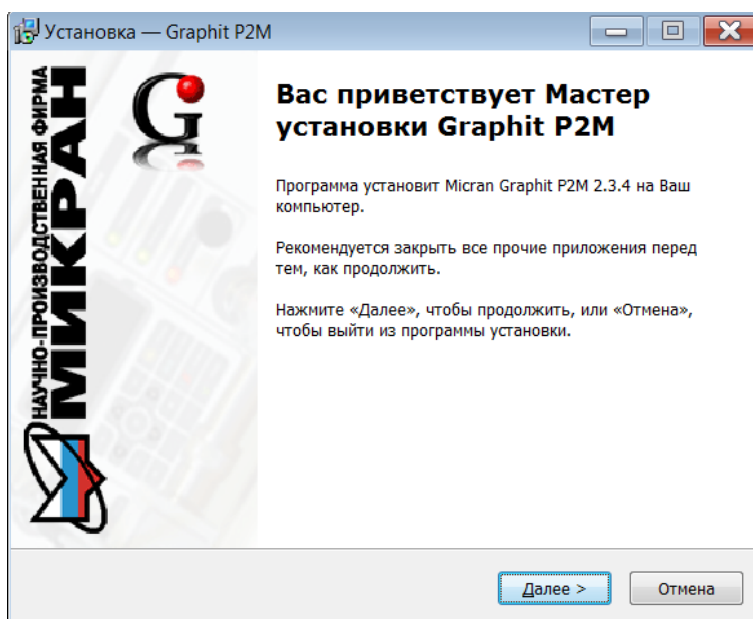 Установка — Graphit P2M
НАУЧНО-ПРОИЗВОДСТВЕННАЯ ФИРМА
МИКРАН
Gi
Вас приветствует Мастер
установки Graphit P2M
Программа установит Micran Graphit P2M 2.3.4 на Ваш
компьютер.
Рекомендуется закрыть все прочие приложения перед
тем, как продолжить.
Нажмите «Далее», чтобы продолжить, или «Отмена»,
чтобы выйти из программы установки.
Далее >
Отмена